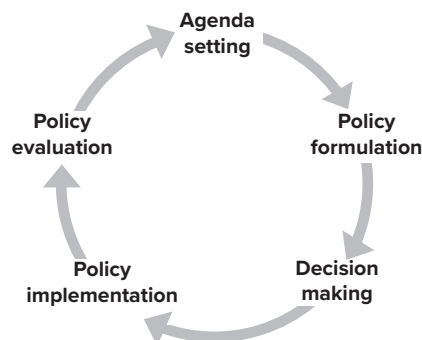 Agenda
setting
Policy
formulation
Decision
making
Policy
implementation
Policy
evaluation